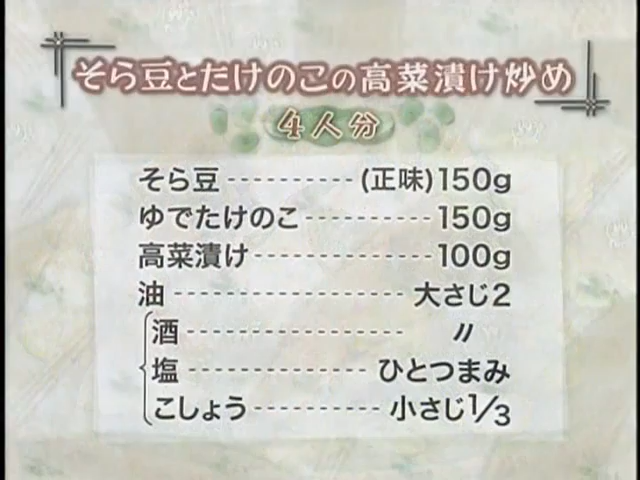 そら豆とたけのこの高菜漬け炒め
4人分
そら豆----------(正味)150g
ゆでたけのこ----------150g
高菜漬け--------------100g
油------------------大さじ2
酒----------------- 〃
塩--------------ひとつまみ
こしょう----------小さじ1/3